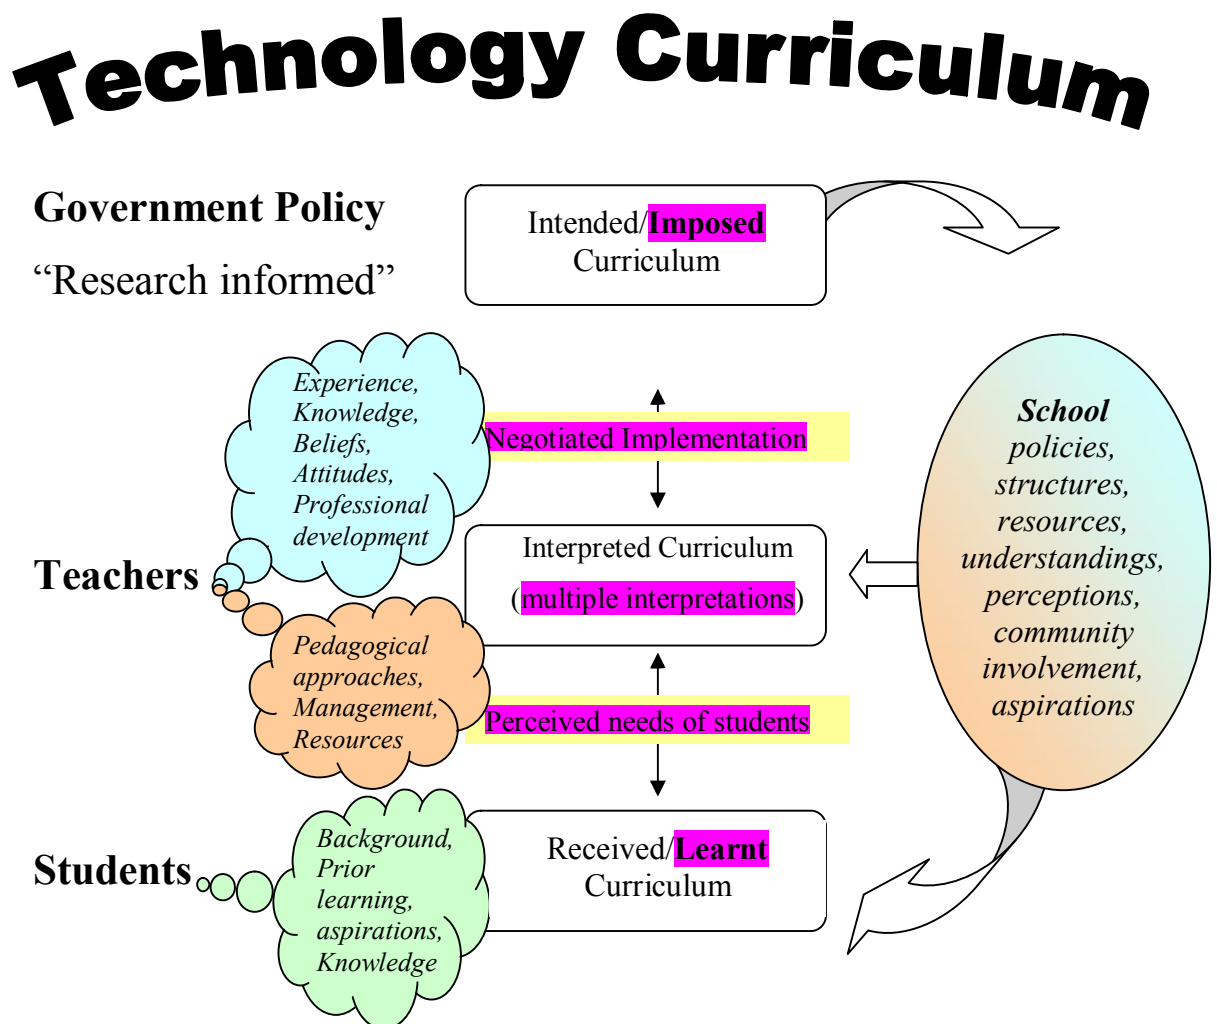 Technology Curriculum
Government Policy
“Research informed”
Intended/Imposed
Curriculum
Experience,
Knowledge,
Beliefs,
Attitudes,
Professional
development
Negotiated Implementation
School
policies,
structures,
resources,
understandings,
perceptions,
community
involvement,
aspirations
Teachers
Interpreted Curriculum
(multiple interpretations)
Pedagogical
approaches,
Management,
Resources
Perceived needs of students
Students
Background,
Prior
learning,
aspirations,
Knowledge
Received/Learnt
Curriculum